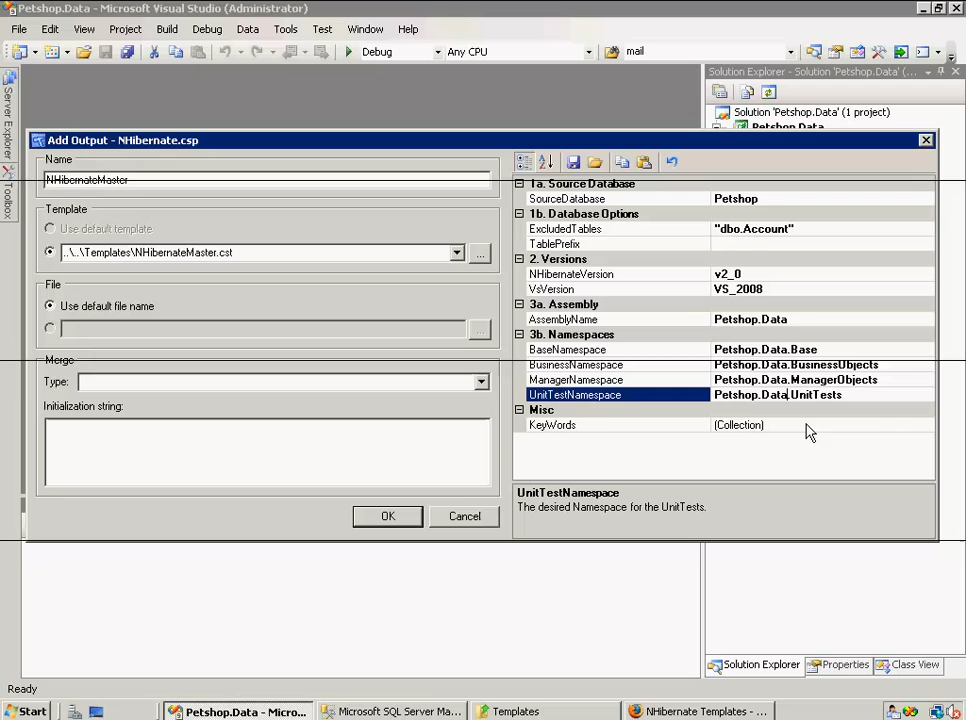 Petshop.Data - Microsoft Visual Studio (Administrator)
File Edit View Project Build Debug Data Tools Test Window Help
Debug Any CPU mail
Server Explorer
Toolbox
Solution Explorer - Solution 'Petshop.Data' (...
Solution 'Petshop.Data' (1 project)
Petshop.Data
Add Output - NHibernate.csp
Name
NHibernateMaster
Template
Use default template
..\..\Templates\NHibernateMaster.cst
...
File
Use default file name
...
Merge
Type:
Initialization string:
OK Cancel
1a. Source Database
SourceDatabase Petshop
1b. Database Options
ExcludedTables "dbo.Account"
TablePrefix
2. Versions
NHibernateVersion v2_0
VsVersion VS_2008
3a. Assembly
AssemblyName Petshop.Data
3b. Namespaces
BaseNamespace Petshop.Data.Base
BusinessNamespace Petshop.Data.BusinessObjects
ManagerNamespace Petshop.Data.ManagerObjects
UnitTestNamespace Petshop.Data.UnitTests
Misc
KeyWords (Collection)
UnitTestNamespace
The desired Namespace for the UnitTests.
Solution Explorer Properties Class View
Ready
Start Petshop.Data - Micro... Microsoft SQL Server Ma... Templates NHibernate Templates - ...